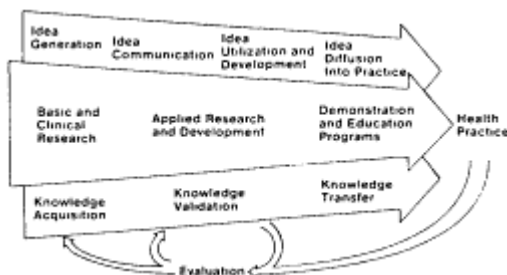 Idea
Generation
Idea
Communication
Idea
Utilization and
Development
Idea
Diffusion
Into Practice
Basic and
Clinical
Research
Applied Research
and Development
Demonstration
and Education
Programs
Health
Practice
Knowledge
Acquisition
Knowledge
Validation
Knowledge
Transfer
Evaluation